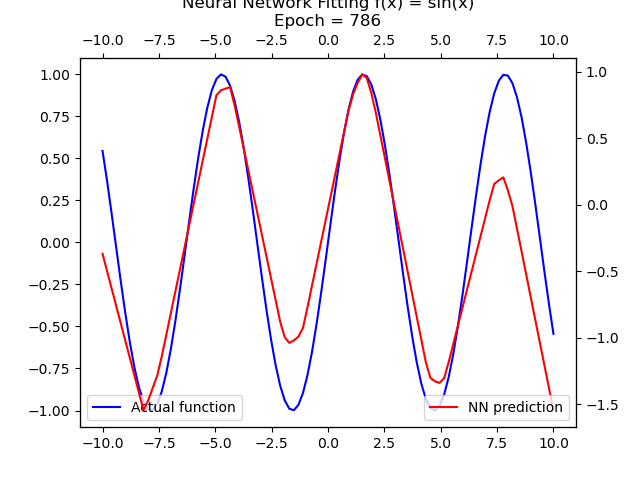 Neural Network Fitting f(x) = sin(x)
Epoch = 786
−10.0 −7.5 −5.0 −2.5 0.0 2.5 5.0 7.5 10.0
1.00 1.0
0.75
0.50 0.5
0.25
0.00 0.0
−0.25
−0.50 −0.5
−0.75 −1.0
−1.00 −1.5
Actual function NN prediction
−10.0 −7.5 −5.0 −2.5 0.0 2.5 5.0 7.5 10.0